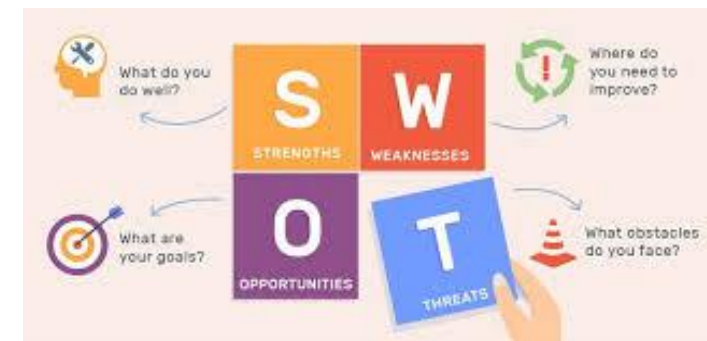 What do you
do well?
S
STRENGTHS
W
WEAKNESSES
Where do
you need to
improve?
What are
your goals?
O
OPPORTUNITIES
T
THREATS
What obstacles
do you face?